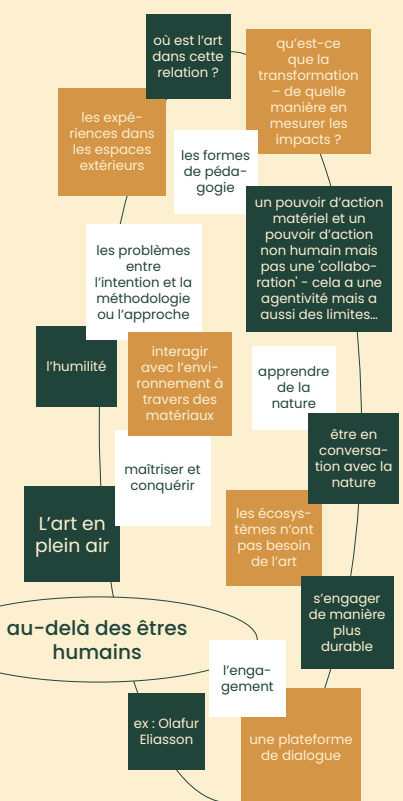 où est l'art
dans cette
relation ?
qu'est-ce
que la
transformation
– de quelle
manière en
mesurer les
impacts ?
les expé-
riences dans
les espaces
extérieurs
les formes
de péda-
gogie
un pouvoir d'action
matériel et un
pouvoir d'action
non humain mais
pas une 'collabo-
ration' - cela a une
agentivité mais a
aussi des limites...
les problèmes
entre
l'intention et la
méthodologie
ou l'approche
l'humilité
interagir
avec l'envi-
ronnement à
travers des
matériaux
apprendre
de la
nature
être en
conversa-
tion avec la
nature
maîtriser et
conquérir
L'art en
plein air
les écosys-
tèmes n'ont
pas besoin
de l'art
s'engager
de manière
plus
durable
au-delà des êtres
humains
l'enga-
gement
ex : Olafur
Eliasson
une plateforme
de dialogue